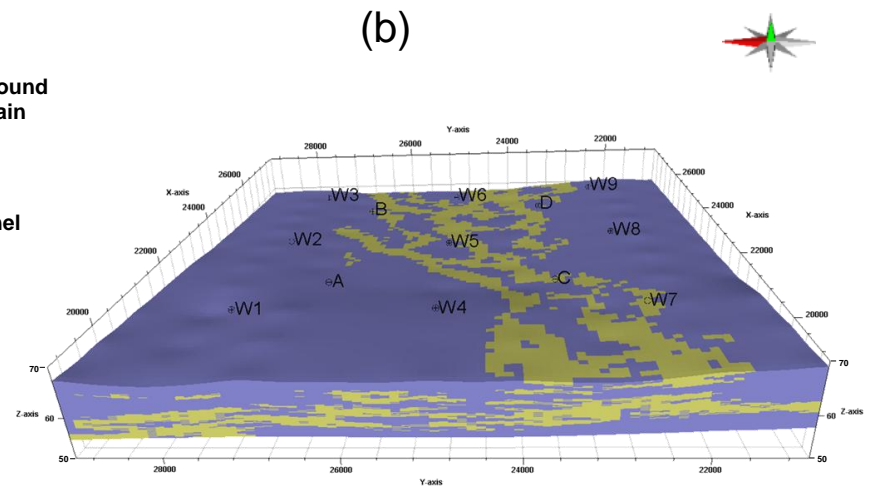 (b)
ound
ain
nel
Y-axis
28000
26000
24000
22000
26000
24000
22000
20000
X-axis
26000
24000
22000
20000
X-axis
W3
W6
W9
B
D
W2
W5
W8
A
C
W1
W4
W7
70
60
50
Z-axis
70
60
50
Z-axis
28000
26000
24000
22000
Y-axis